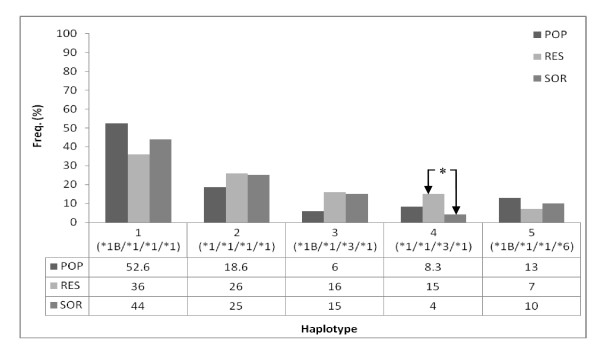 POP
RES
SOR
100
90
80
70
60
50
40
30
20
10
0
Freq. (%)
*
1 2 3 4 5
(*1B/*1/*1/*1) (*1/*1/*1/*1) (*1B/*1/*3/*1) (*1/*1/*3/*1) (*1B/*1/*1/*6)
POP 52.6 18.6 6 8.3 13
RES 36 26 16 15 7
SOR 44 25 15 4 10
Haplotype